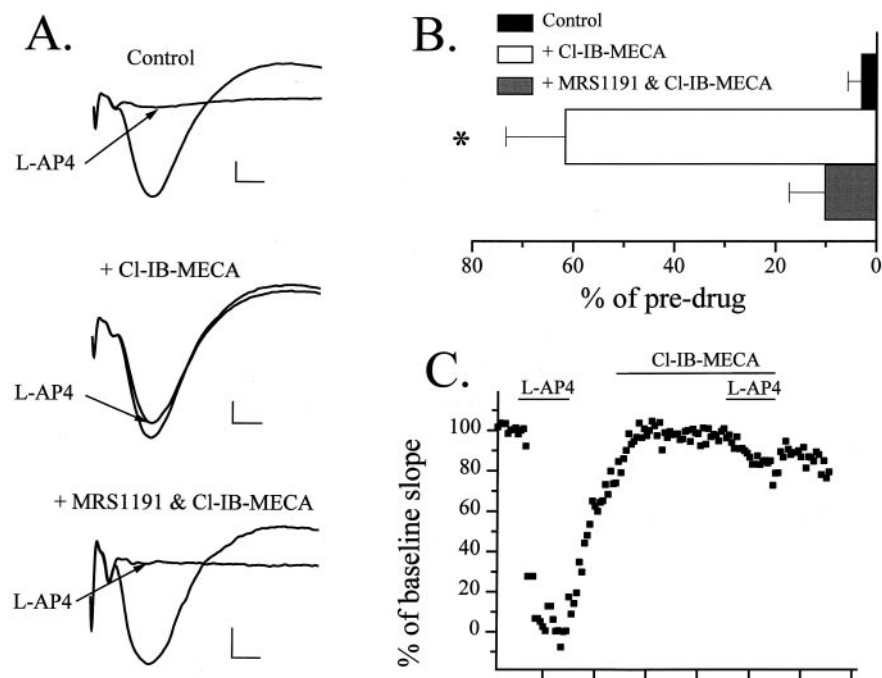 A.
Control
L-AP4
+ Cl-IB-MECA
L-AP4
+ MRS1191 & Cl-IB-MECA
L-AP4
B.
Control
+ Cl-IB-MECA
+ MRS1191 & Cl-IB-MECA
*
80 60 40 20 0
% of pre-drug
C.
Cl-IB-MECA
L-AP4 L-AP4
100
80
60
40
20
0
% of baseline slope